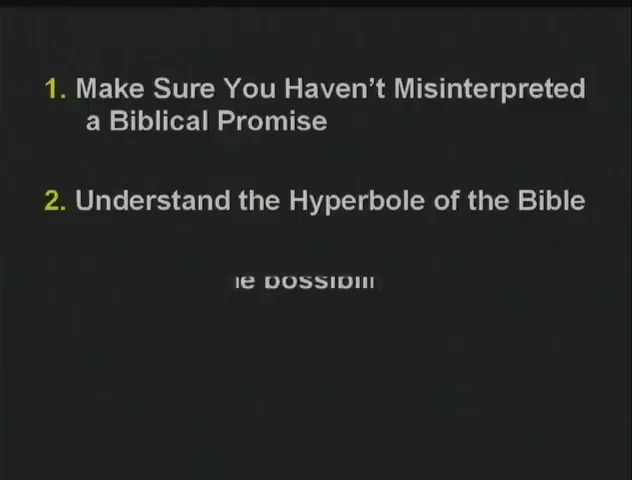 1. Make Sure You Haven't Misinterpreted
a Biblical Promise
2. Understand the Hyperbole of the Bible